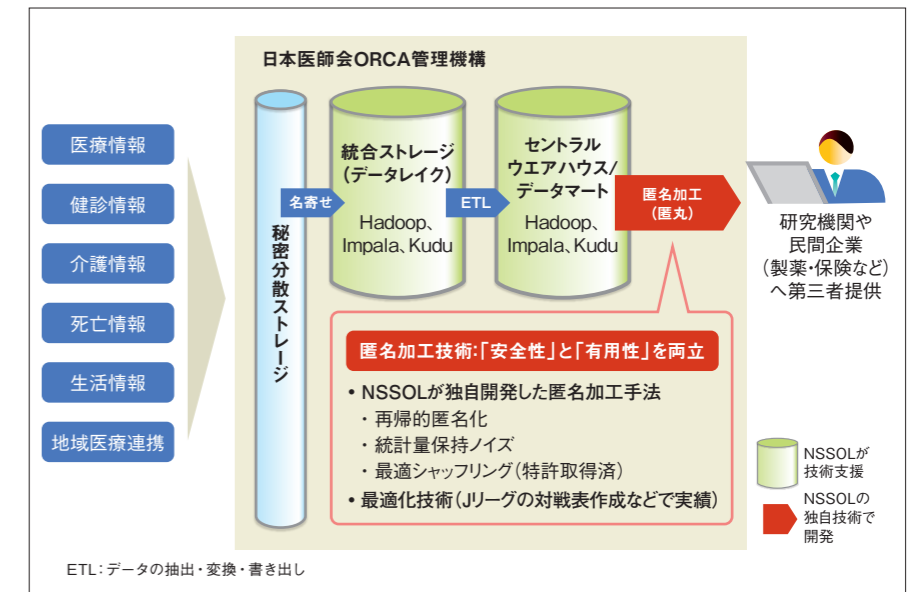 日本医師会ORCA管理機構
医療情報
健診情報
介護情報
死亡情報
生活情報
地域医療連携
秘密分散ストレージ
名寄せ
統合ストレージ
（データレイク）
Hadoop、
Impala、Kudu
ETL
セントラル
ウエアハウス/
データマート
Hadoop、
Impala、Kudu
匿名加工
（匿丸）
研究機関や
民間企業
（製薬・保険など）
へ第三者提供
匿名加工技術：「安全性」と「有用性」を両立
• NSSOLが独自開発した匿名加工手法
・再帰的匿名化
・統計量保持ノイズ
・最適シャッフリング（特許取得済）
• 最適化技術（Jリーグの対戦表作成などで実績）
NSSOLが
技術支援
NSSOLの
独自技術で
開発
ETL：データの抽出・変換・書き出し